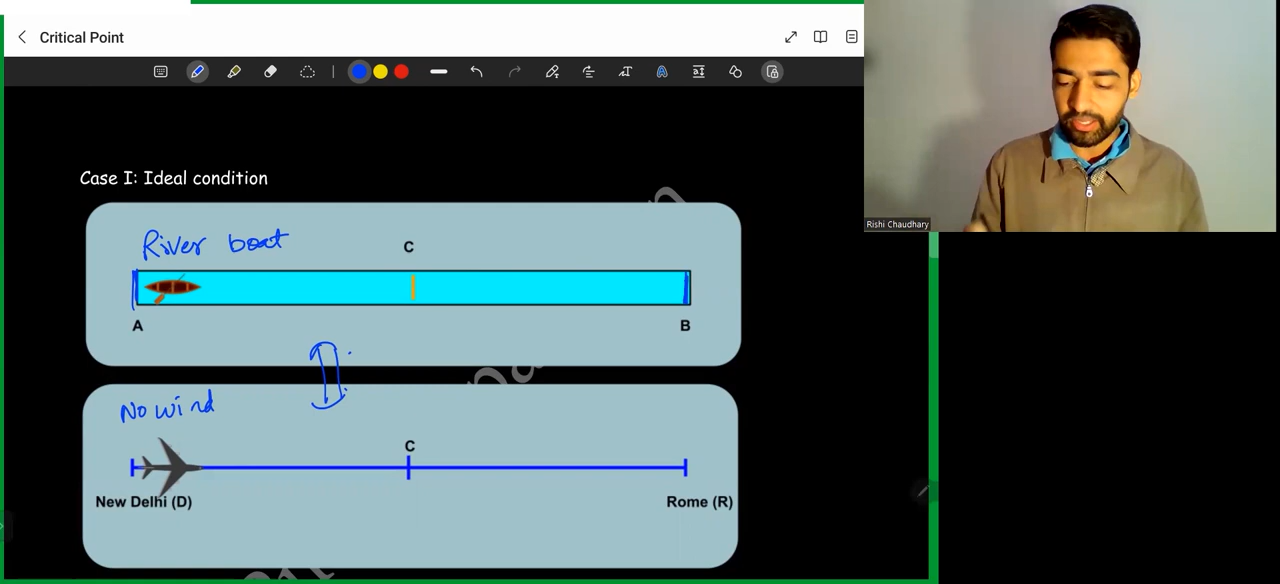 Critical Point
Rishi Chaudhary
Case I: Ideal condition
River boat
C
A
B
No wind
C
New Delhi (D)
Rome (R)